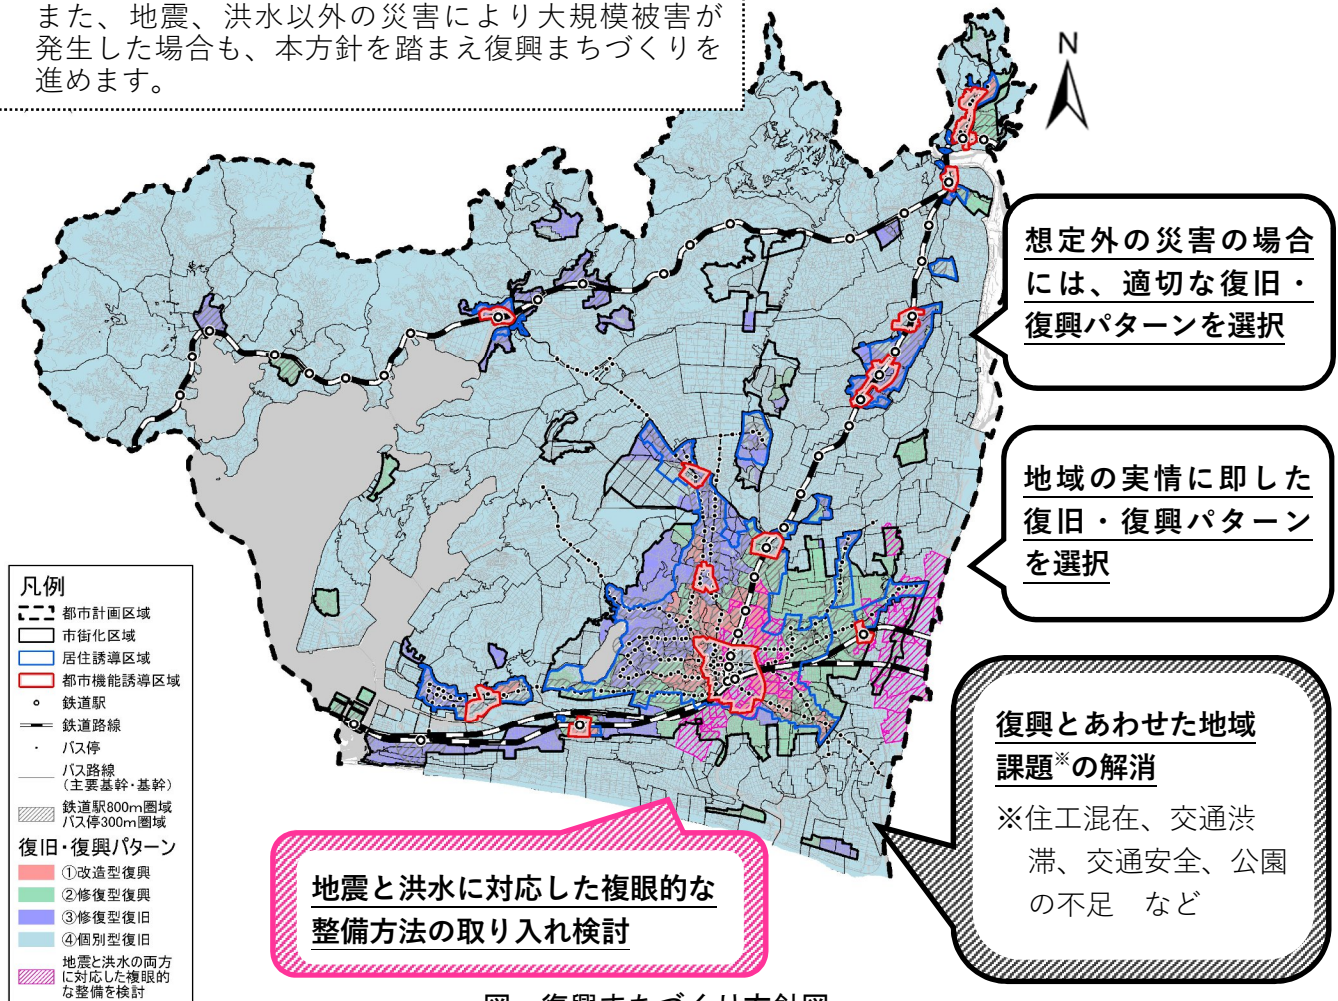 また、地震、洪水以外の災害により大規模被害が
発生した場合も、本方針を踏まえ復興まちづくりを
進めます。
N
想定外の災害の場合
には、適切な復旧・
復興パターンを選択
地域の実情に即した
復旧・復興パターン
を選択
復興とあわせた地域
課題※の解消
※住工混在、交通渋
滞、交通安全、公園
の不足　など
地震と洪水に対応した複眼的な
整備方法の取り入れ検討
凡例
都市計画区域
市街化区域
居住誘導区域
都市機能誘導区域
鉄道駅
鉄道路線
バス停
バス路線
（主要基幹・基幹）
鉄道駅800m圏域
バス停300m圏域
復旧・復興パターン
①改造型復興
②修復型復興
③修復型復旧
④個別型復旧
地震と洪水の両方
に対応した複眼的
な整備を検討
図　復興まちづくり方針図